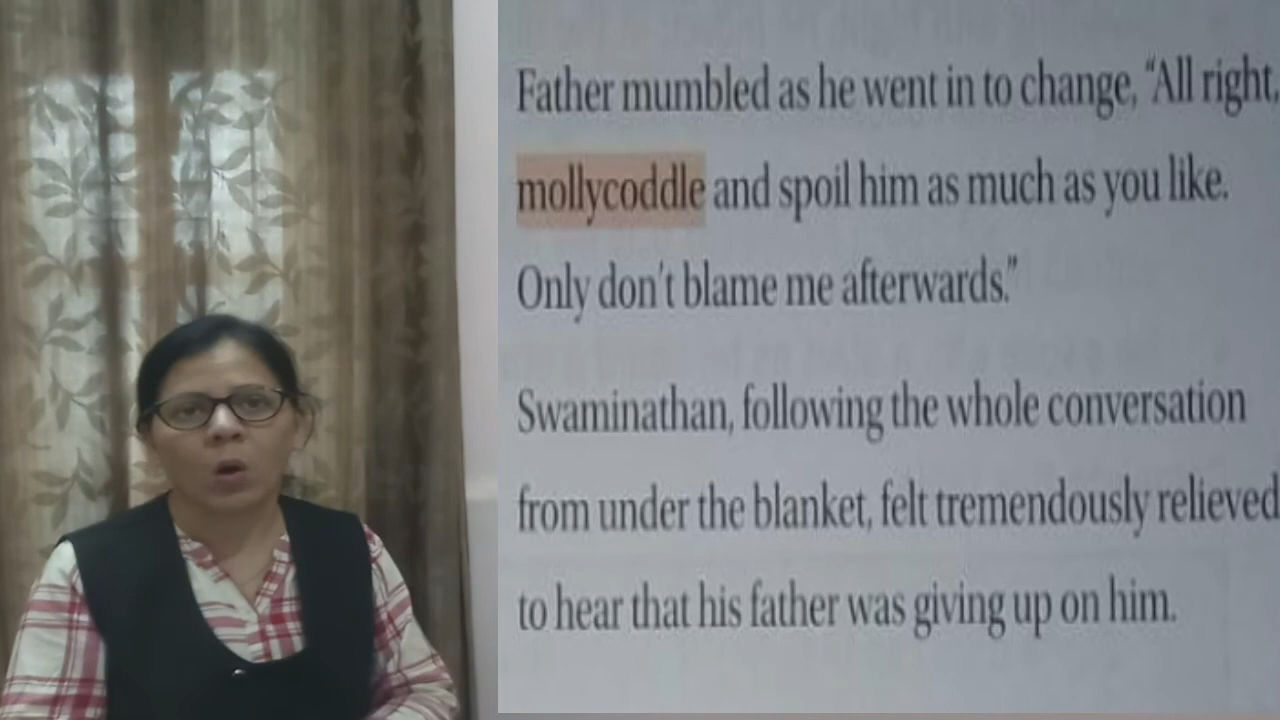 Father mumbled as he went in to change, “All right,
mollycoddle and spoil him as much as you like.
Only don't blame me afterwards.”
Swaminathan, following the whole conversation
from under the blanket, felt tremendously relieved
to hear that his father was giving up on him.